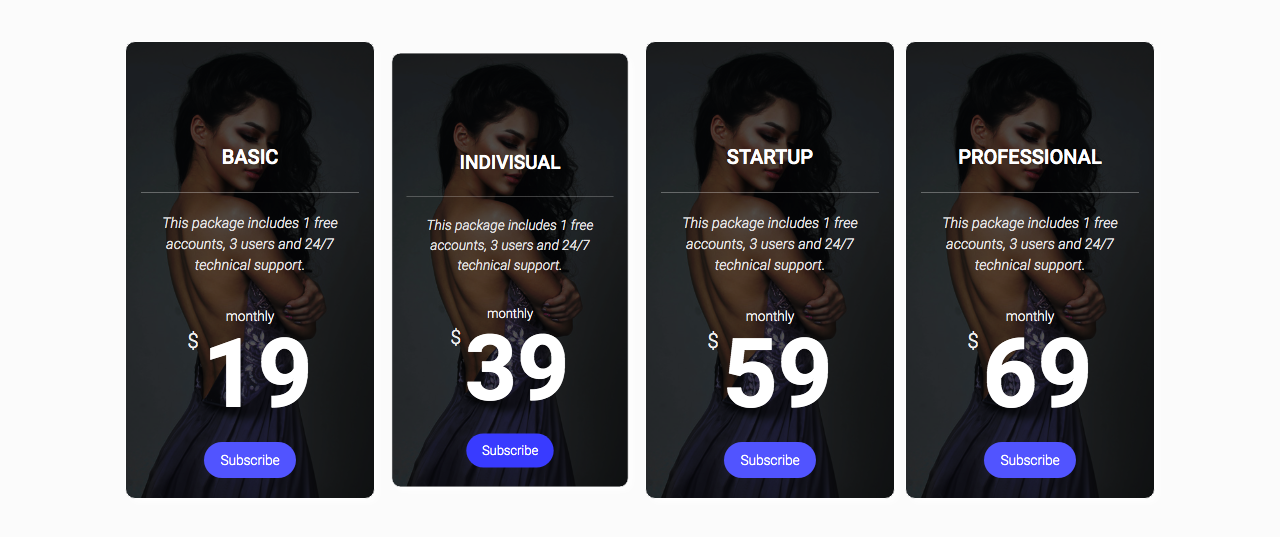 BASIC
This package includes 1 free
accounts, 3 users and 24/7
technical support.
monthly
$ 19
Subscribe
INDIVISUAL
This package includes 1 free
accounts, 3 users and 24/7
technical support.
monthly
$ 39
Subscribe
STARTUP
This package includes 1 free
accounts, 3 users and 24/7
technical support.
monthly
$ 59
Subscribe
PROFESSIONAL
This package includes 1 free
accounts, 3 users and 24/7
technical support.
monthly
$ 69
Subscribe